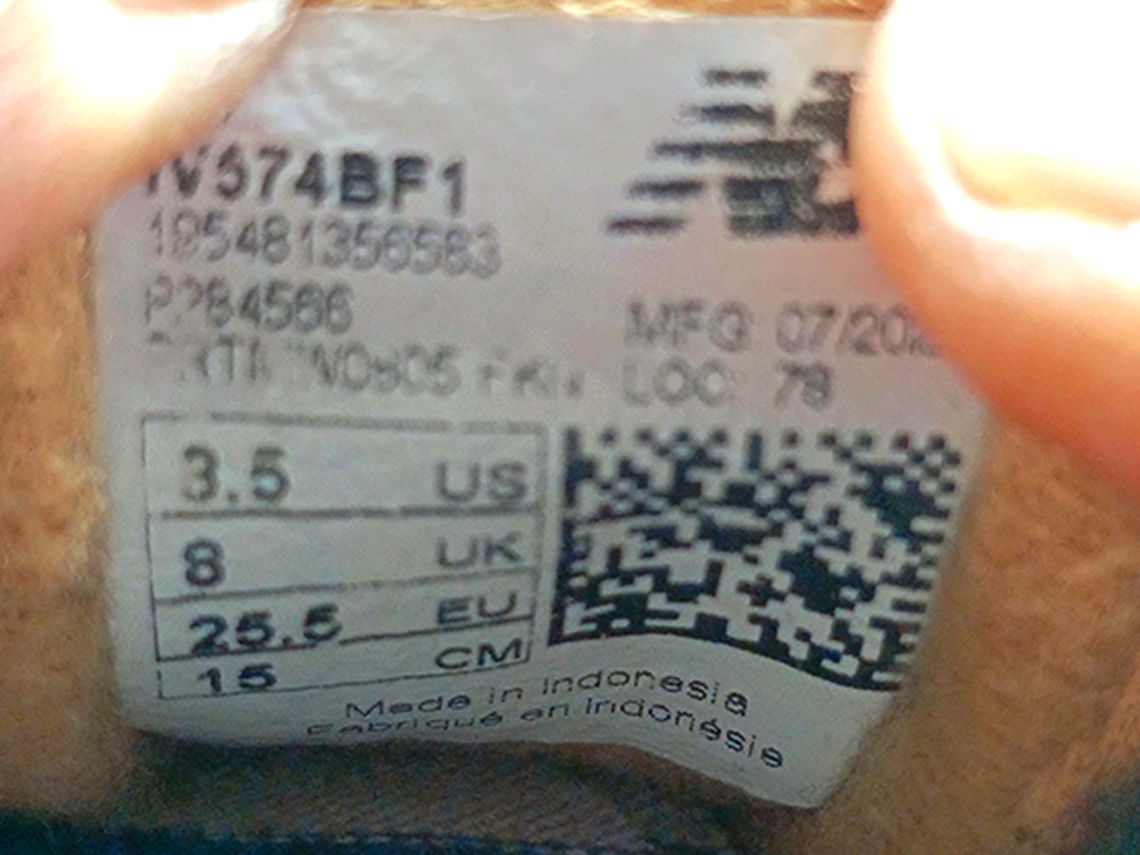 IV574BF1
195481356583
PP84566
MFG 07/20
LOC 78
3.5 US
8 UK
25.5 EU
15 CM
Made in Indonesia
Fabriqué en Indonésie